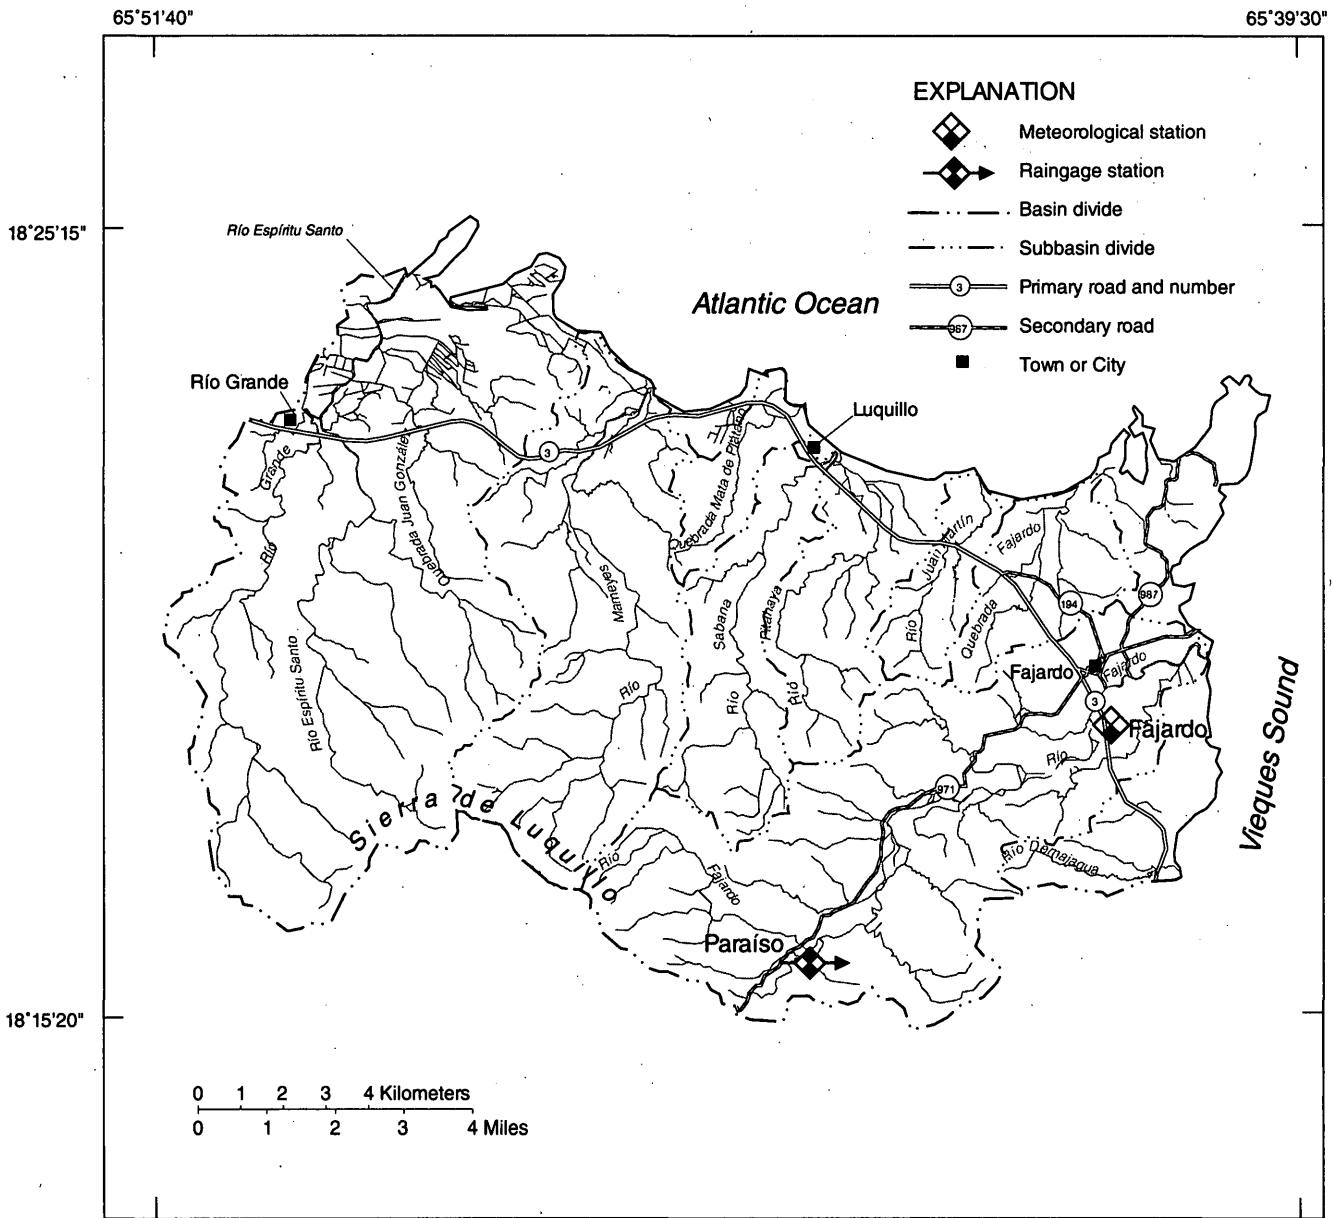 65°51'40"
65°39'30"
EXPLANATION
Meteorological station
Raingage station
Basin divide
Subbasin divide
3
Primary road and number
967
Secondary road
Town or City
18°25'15"
Río Espíritu Santo
Atlantic Ocean
Río Grande
Luquillo
3
Grande
Río
Quebrada Juan González
Quebrada Mata de Plátano
Juan Martín
Río
Fajardo
Quebrada
Mameyes
Río
Sabana
Río
Pitahaya
Río
194
987
Río Espíritu Santo
Fajardo
Fajardo
3
Fajardo
Río
Vieques Sound
971
Sierra de Luquillo
Río
Fajardo
Río Demajagua
Paraíso
18°15'20"
0 1 2 3 4 Kilometers
0 1 2 3 4 Miles